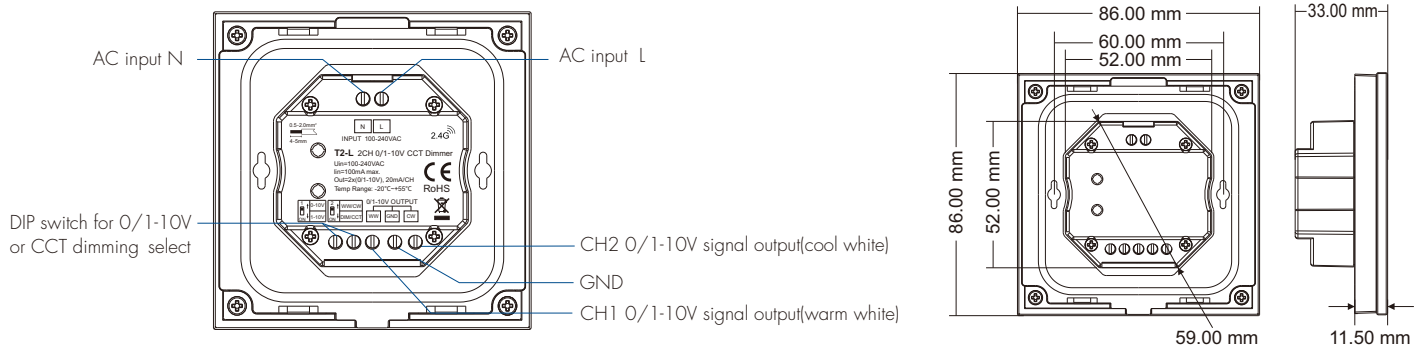 AC input N
AC input L
0.5-2.0mm²
4-5mm
N L
INPUT 100-240VAC
2.4G
T2-L 2CH 0/1-10V CCT Dimmer
Uin=100-240VAC
Iin=100mA max.
Out=2x(0/1-10V), 20mA/CH
Temp Range: -20℃~+55℃
CE
RoHS
0/1-10V OUTPUT
0-10V
1-10V
ON
WW/CW
DIM/CCT
ON
WW GND CW
DIP switch for 0/1-10V
or CCT dimming select
CH2 0/1-10V signal output(cool white)
GND
CH1 0/1-10V signal output(warm white)
86.00 mm
60.00 mm
52.00 mm
86.00 mm
52.00 mm
59.00 mm
33.00 mm
11.50 mm